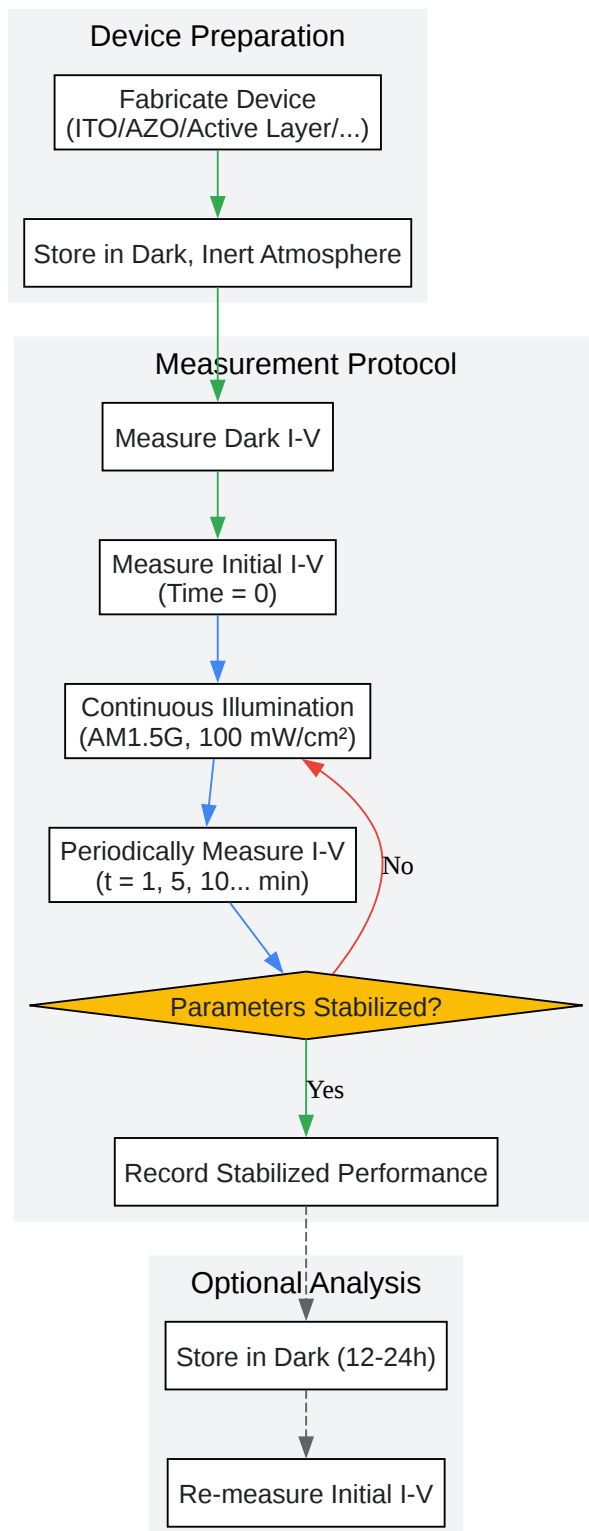 Device Preparation
Fabricate Device
(ITO/AZO/Active Layer/...)
Store in Dark, Inert Atmosphere
Measurement Protocol
Measure Dark I-V
Measure Initial I-V
(Time = 0)
Continuous Illumination
(AM1.5G, 100 mW/cm²)
Periodically Measure I-V
(t = 1, 5, 10... min)
No
Parameters Stabilized?
Yes
Record Stabilized Performance
Optional Analysis
Store in Dark (12-24h)
Re-measure Initial I-V